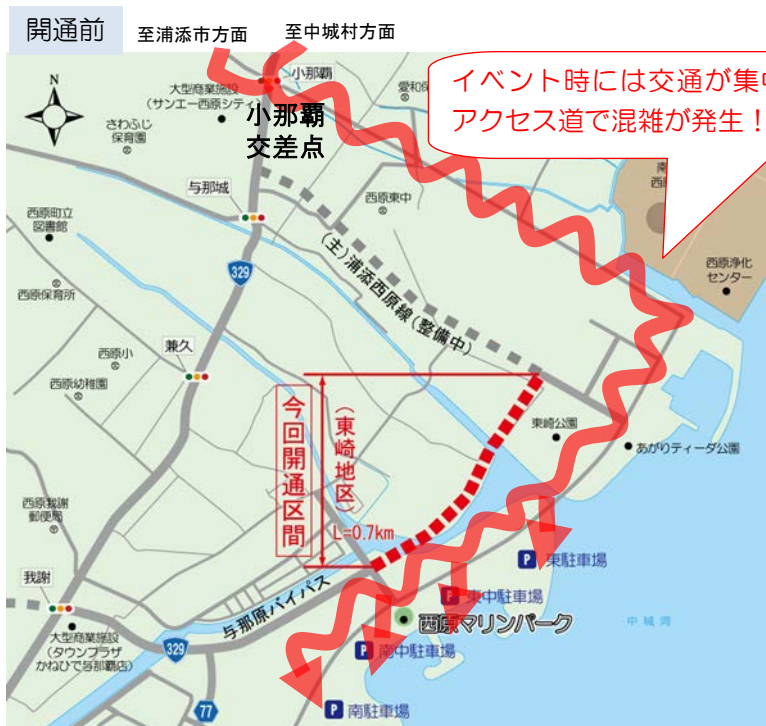 開通前
至浦添市方面
至中城村方面
イベント時には交通が集中
アクセス道で混雑が発生!
N
小那覇
大型商業施設
(サンエー西原シティ)
小那覇
交差点
愛和保
さわふじ
保育園
与那城
西原東中
西原町立
図書館
329
(主)浦添西原線(整備中)
西原浄化
センター
西原保育所
兼久
西原小
西原幼稚園
今回開通区間
(東崎地区)
L=0.7km
東崎公園
あがりティーダ公園
西原我謝
郵便局
我謝
与那原バイパス
P 東駐車場
P 東中駐車場
西原マリンパーク
中城湾
大型商業施設
(タウンプラザ
かねひで与那覇店)
329
P 南中駐車場
77
P 南駐車場